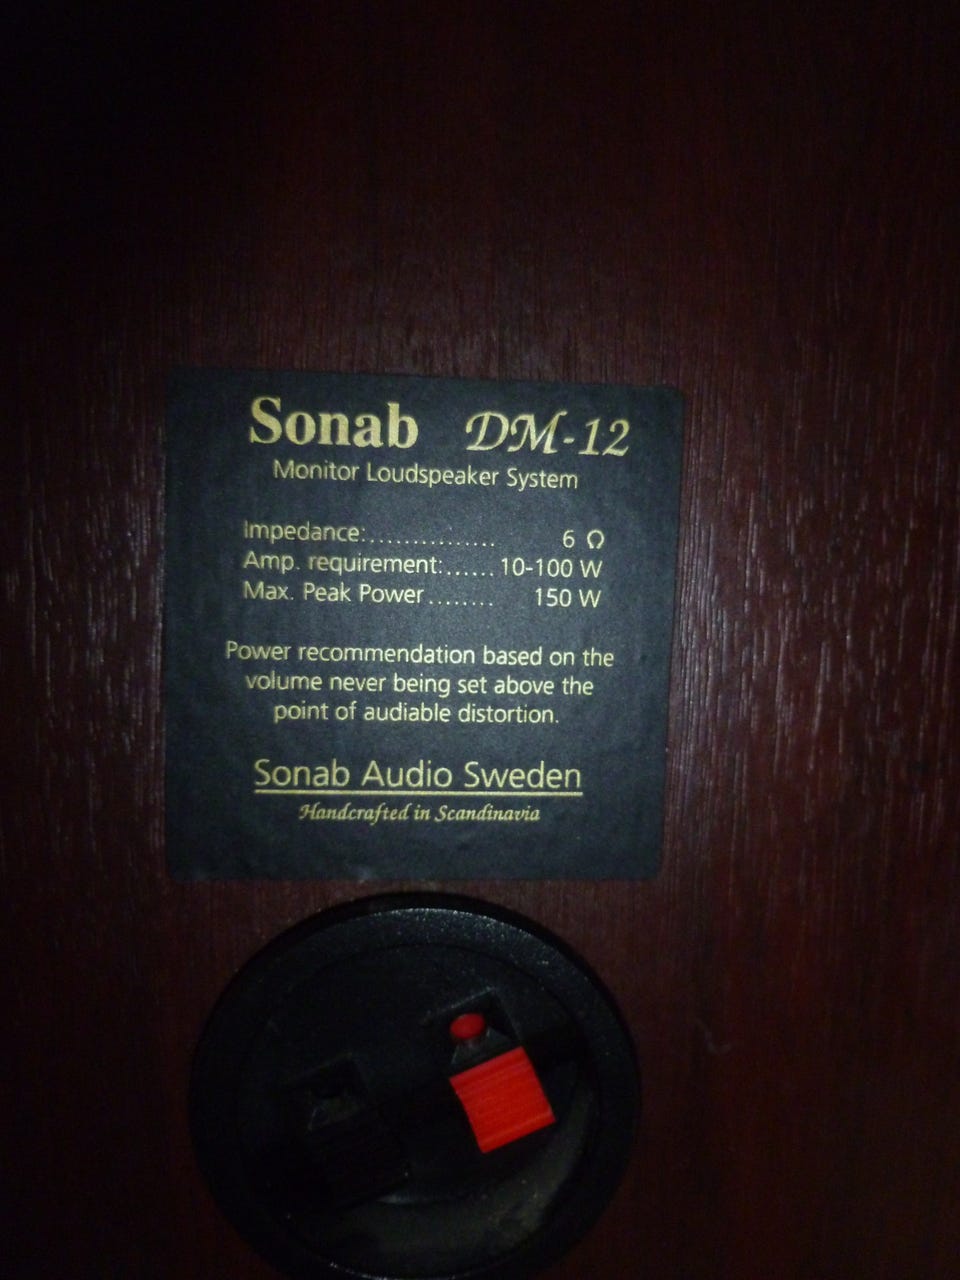 Sonab DM-12
Monitor Loudspeaker System
Impedance:............... 6 Ω
Amp. requirement:...... 10-100 W
Max. Peak Power ........ 150 W
Power recommendation based on the
volume never being set above the
point of audiable distortion.
Sonab Audio Sweden
Handcrafted in Scandinavia